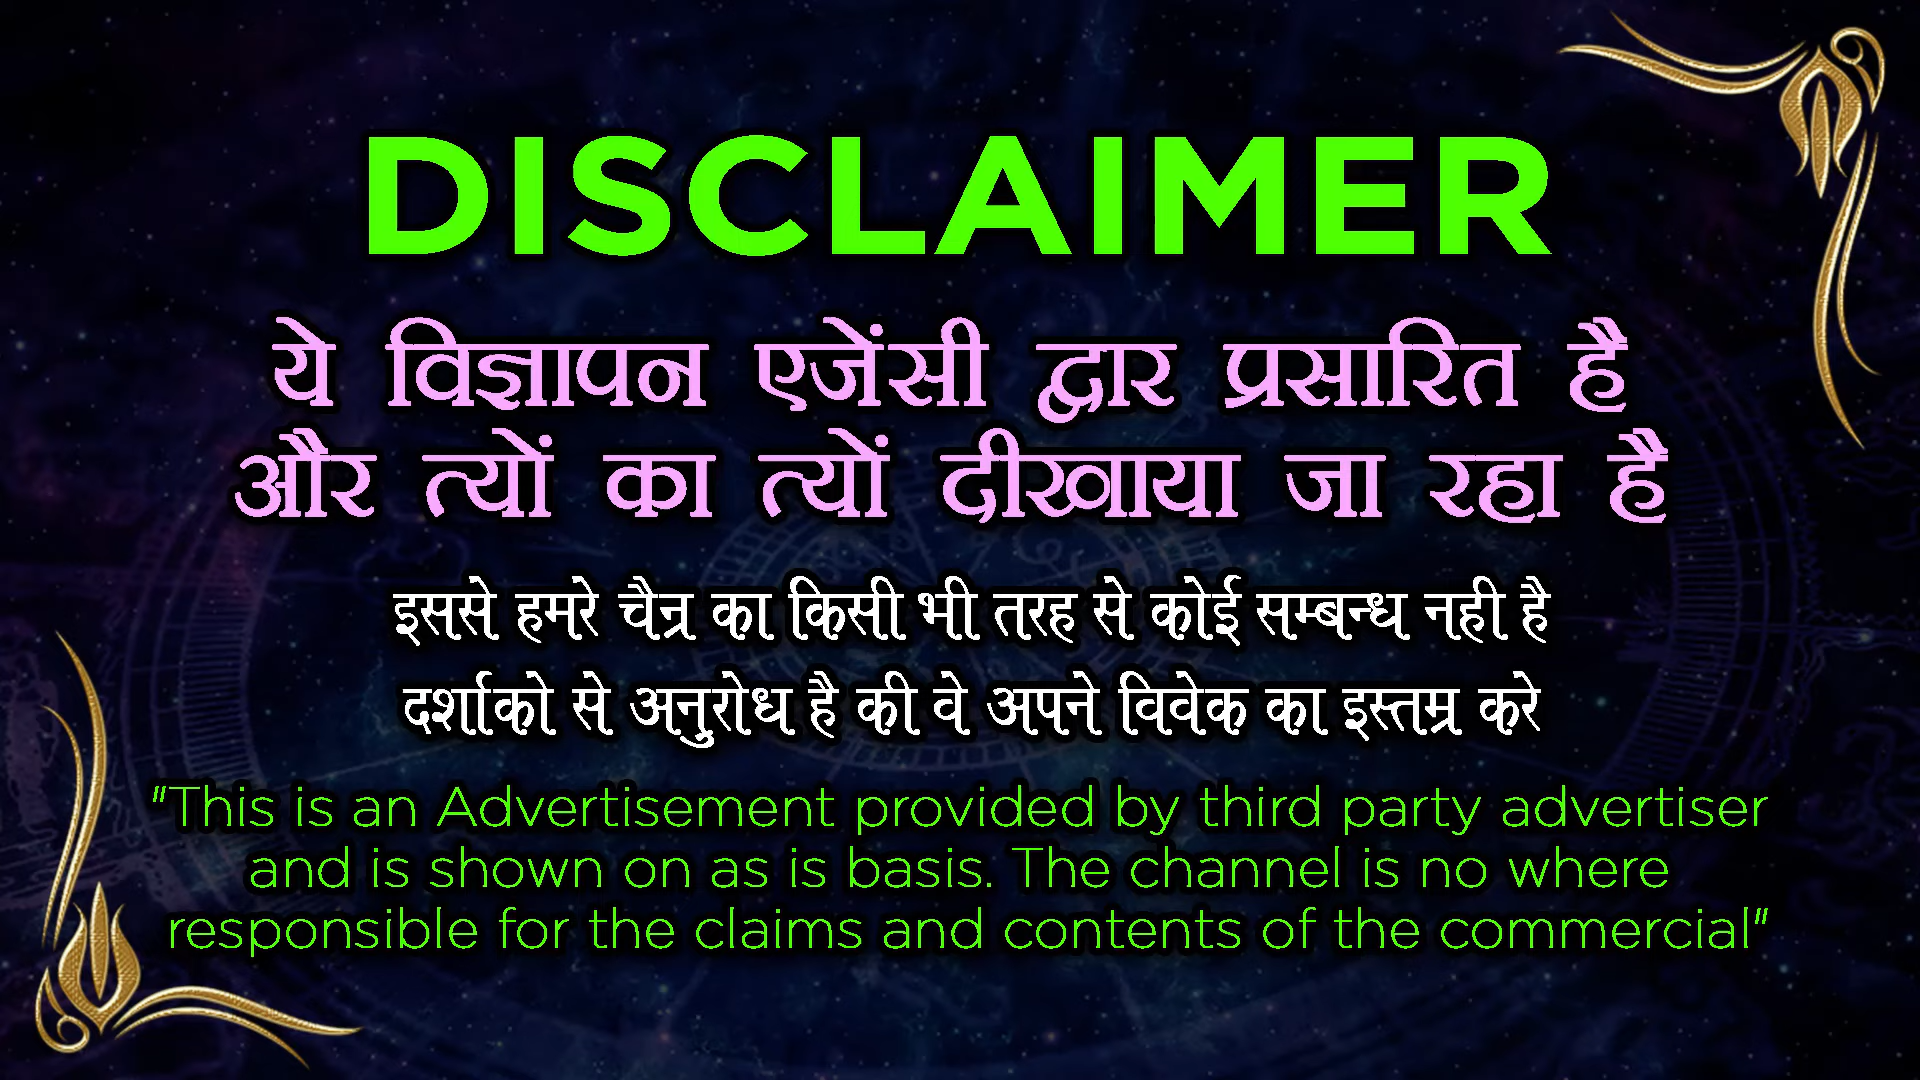 DISCLAIMER
ये विज्ञापन एजेंसी द्वार प्रसारित है
और त्यों का त्यों दीखाया जा रहा है
इससे हमरे चैन्र का किसी भी तरह से कोई सम्बन्ध नही है
दर्शाको से अनुरोध है की वे अपने विवेक का इस्तम्र करे
"This is an Advertisement provided by third party advertiser
and is shown on as is basis. The channel is no where
responsible for the claims and contents of the commercial"